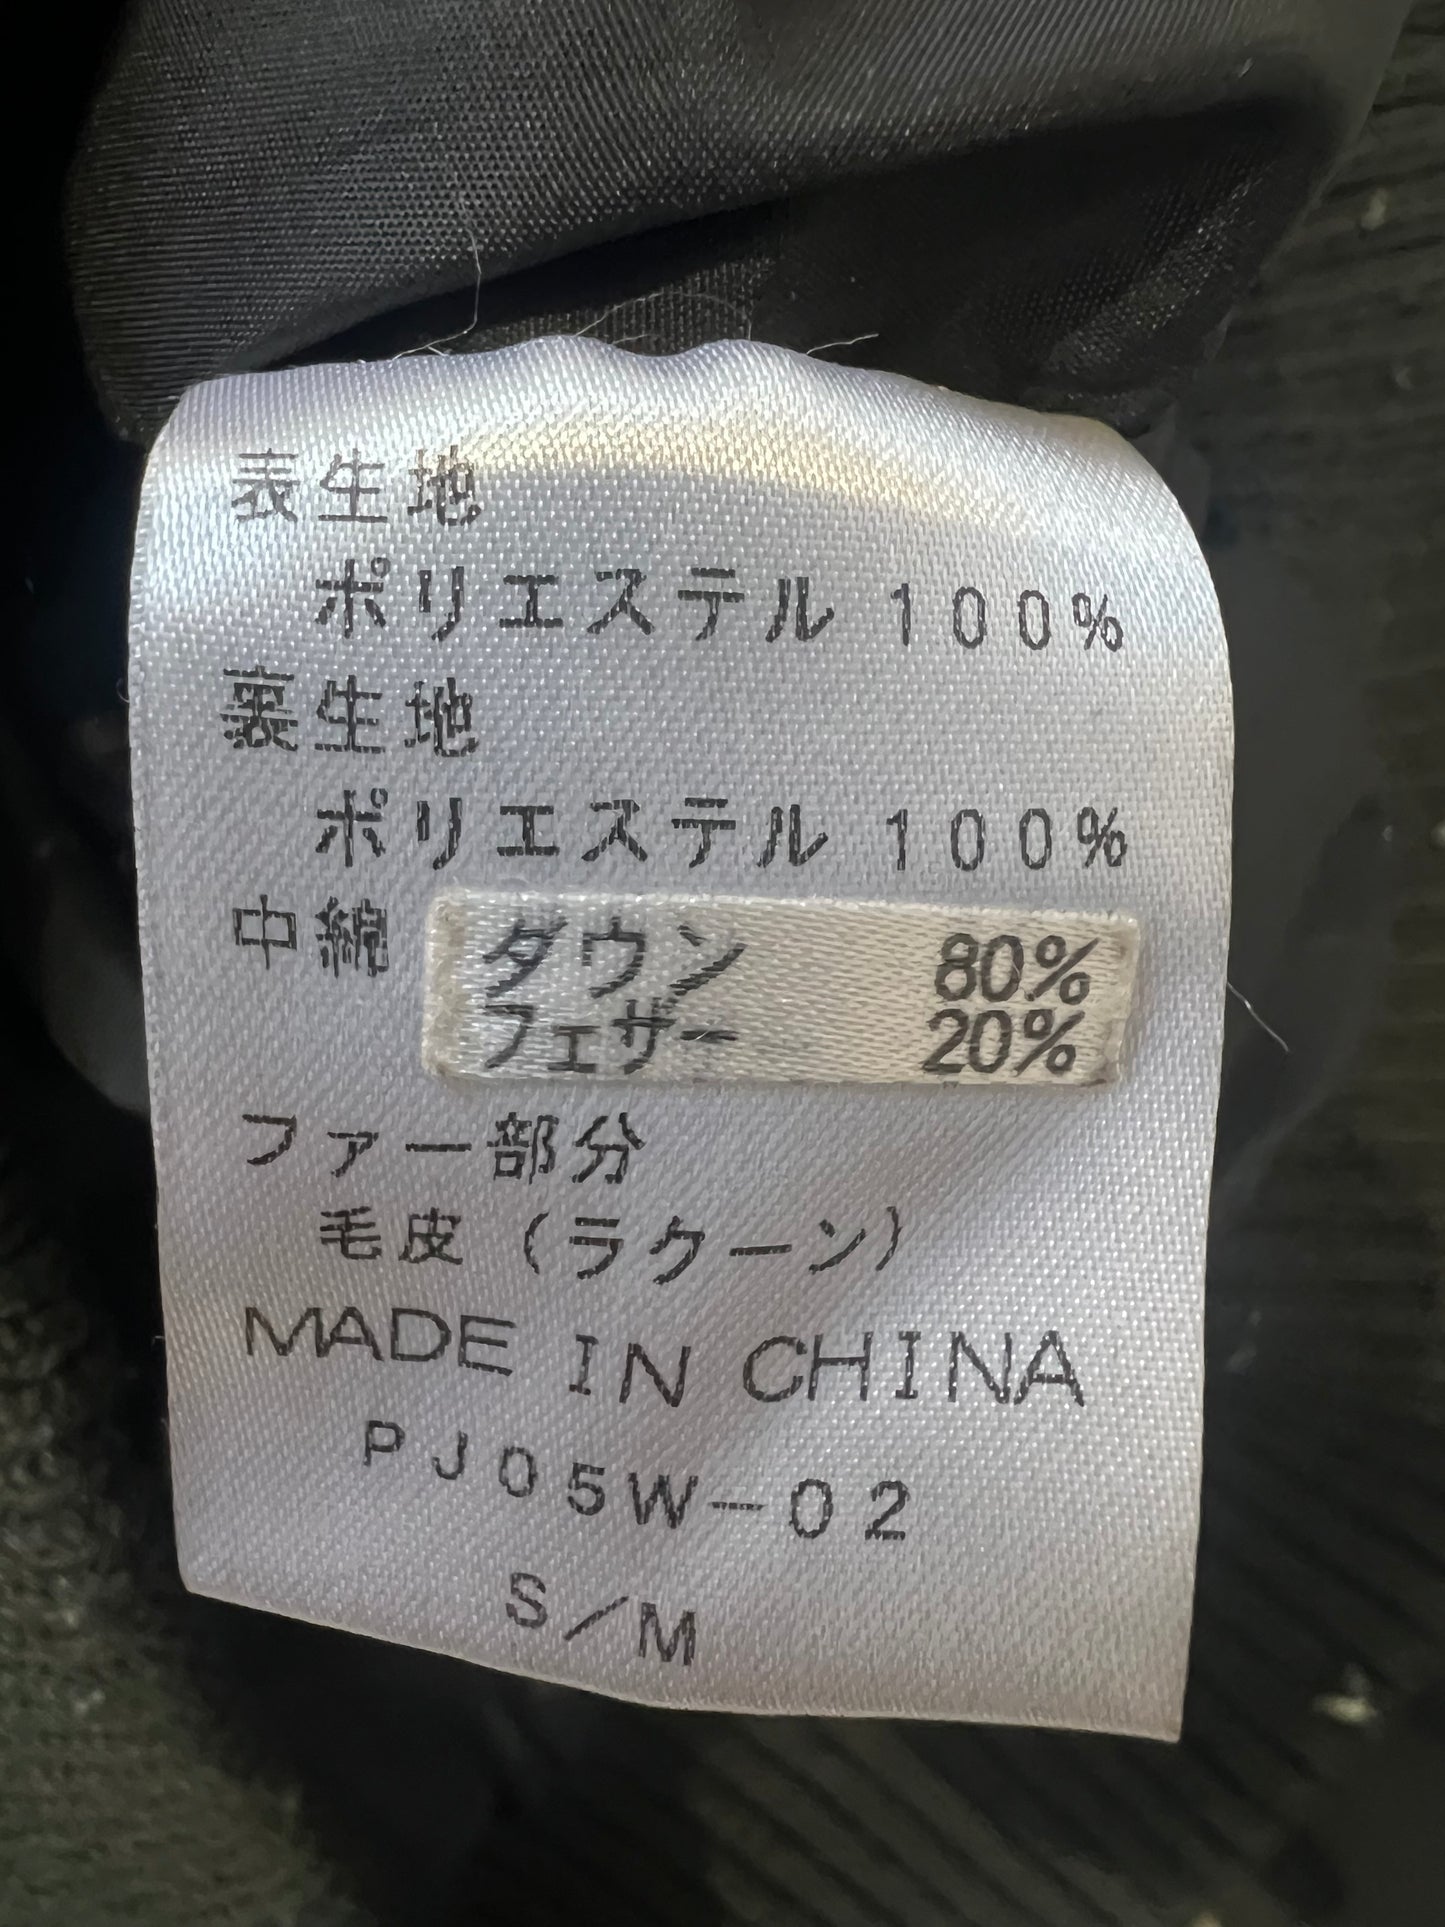 表生地
ポリエステル 100%
裏生地
ポリエステル 100%
中綿 ダウン 80%
フェザー 20%
ファー部分
毛皮（ラクーン）
MADE IN CHINA
PJ05W-02
S/M